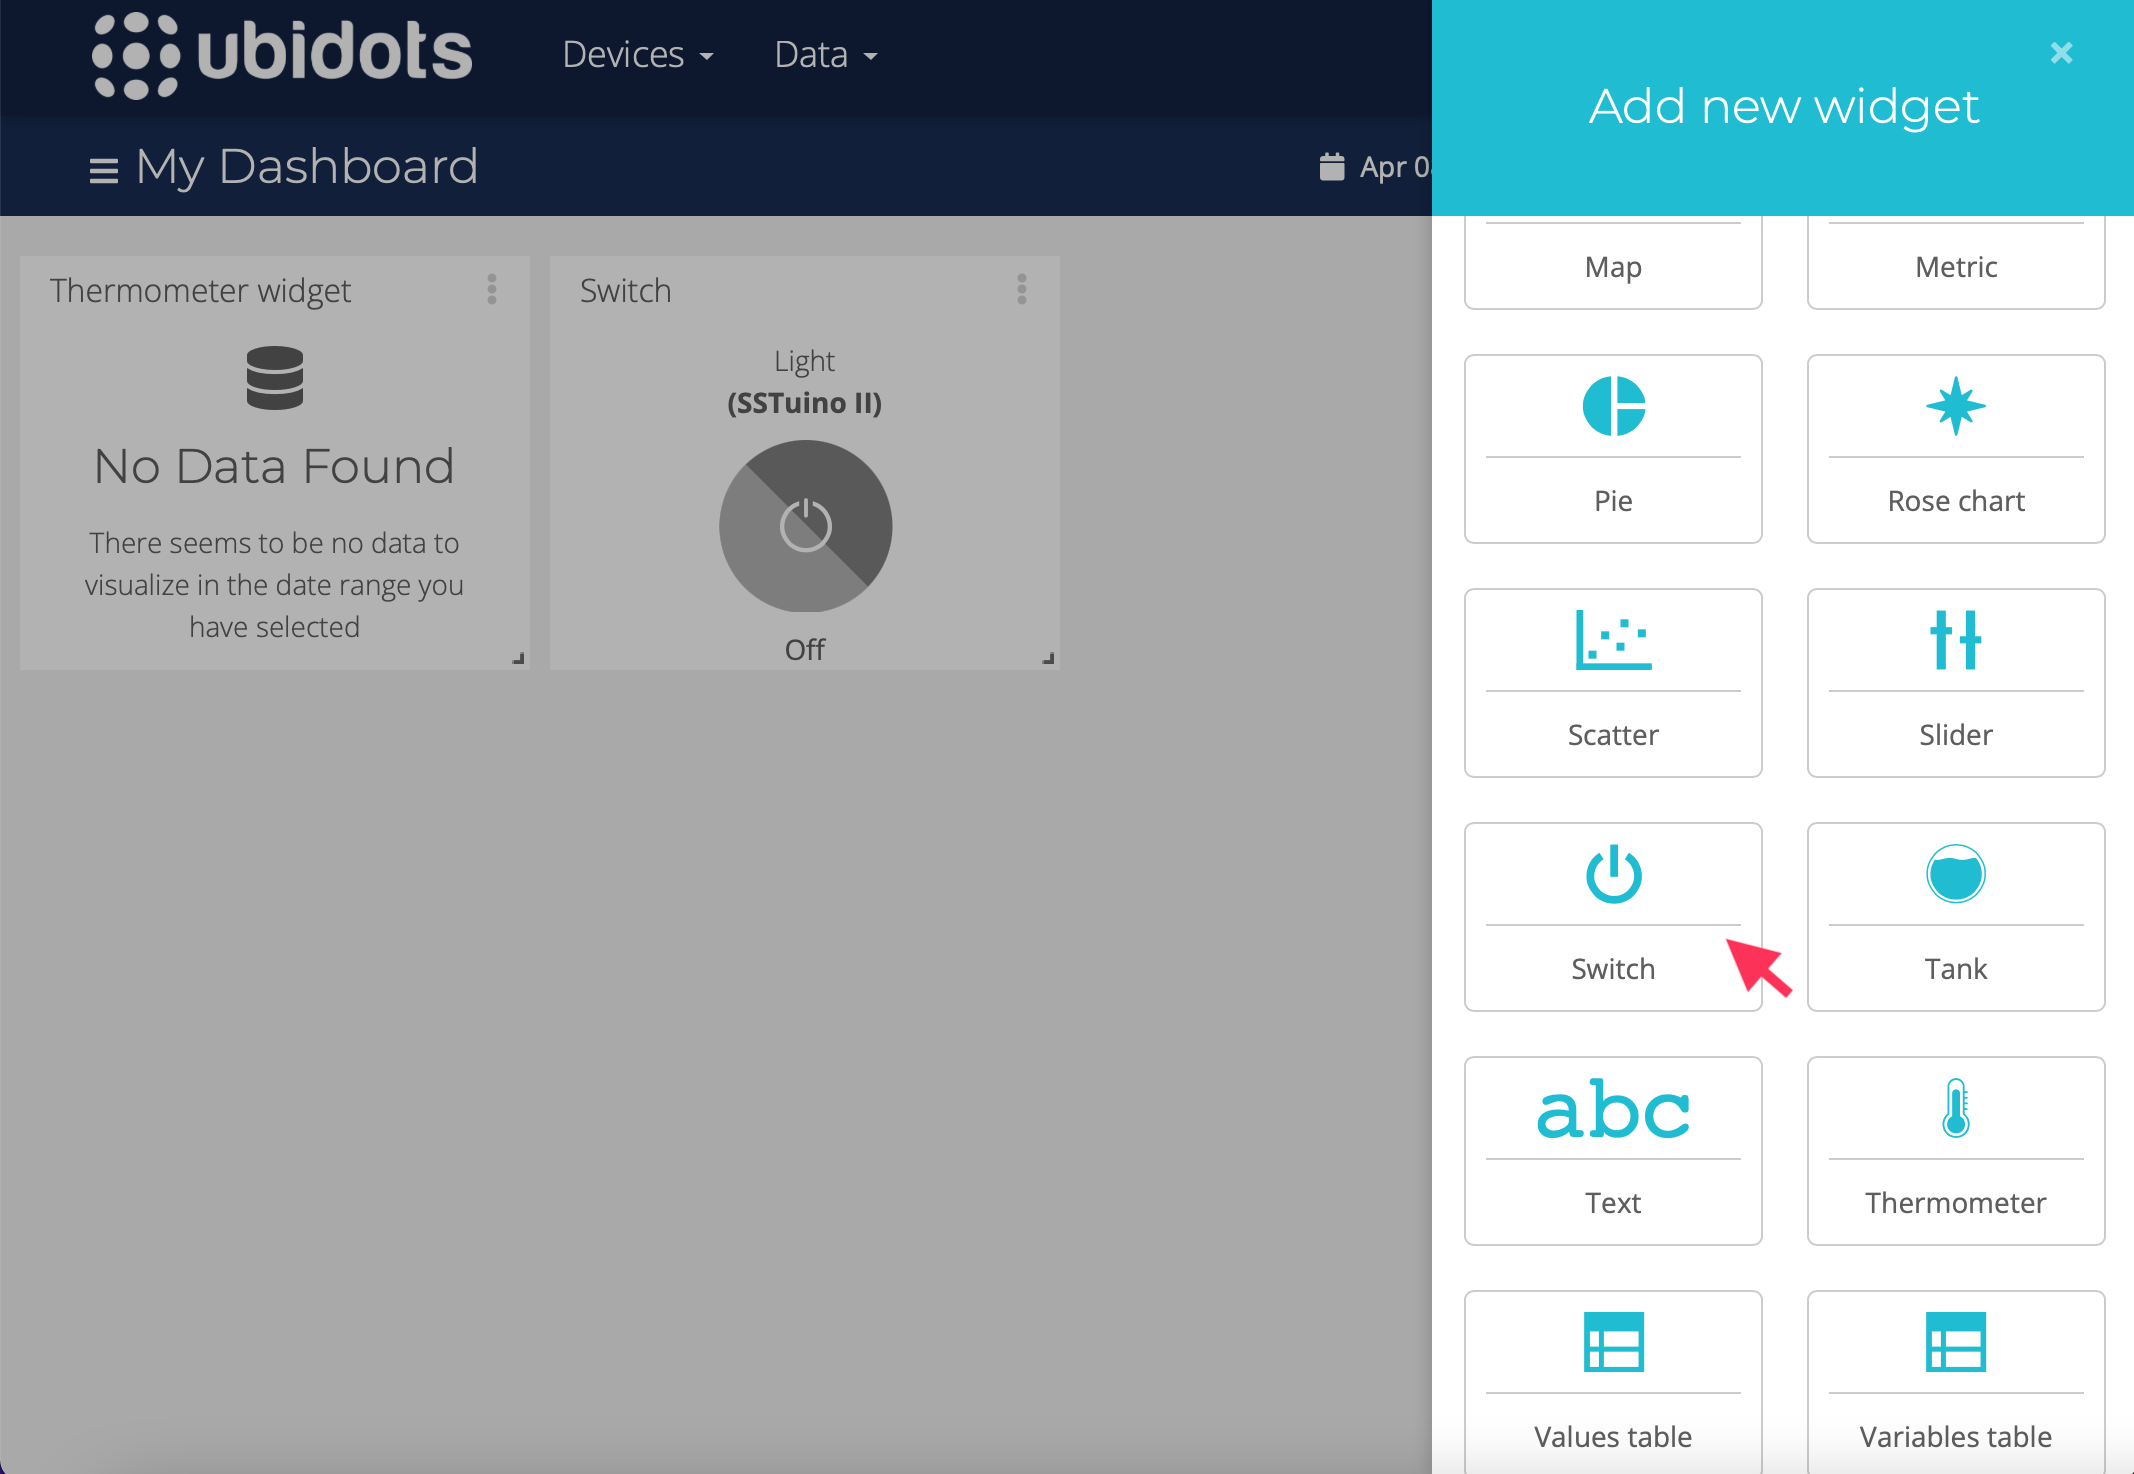 ubidots
Devices
Data
My Dashboard
Apr
Thermometer widget
No Data Found
There seems to be no data to
visualize in the date range you
have selected
Switch
Light
(SSTuino II)
Off
Add new widget
Map
Metric
Pie
Rose chart
Scatter
Slider
Switch
Tank
abc
Text
Thermometer
Values table
Variables table